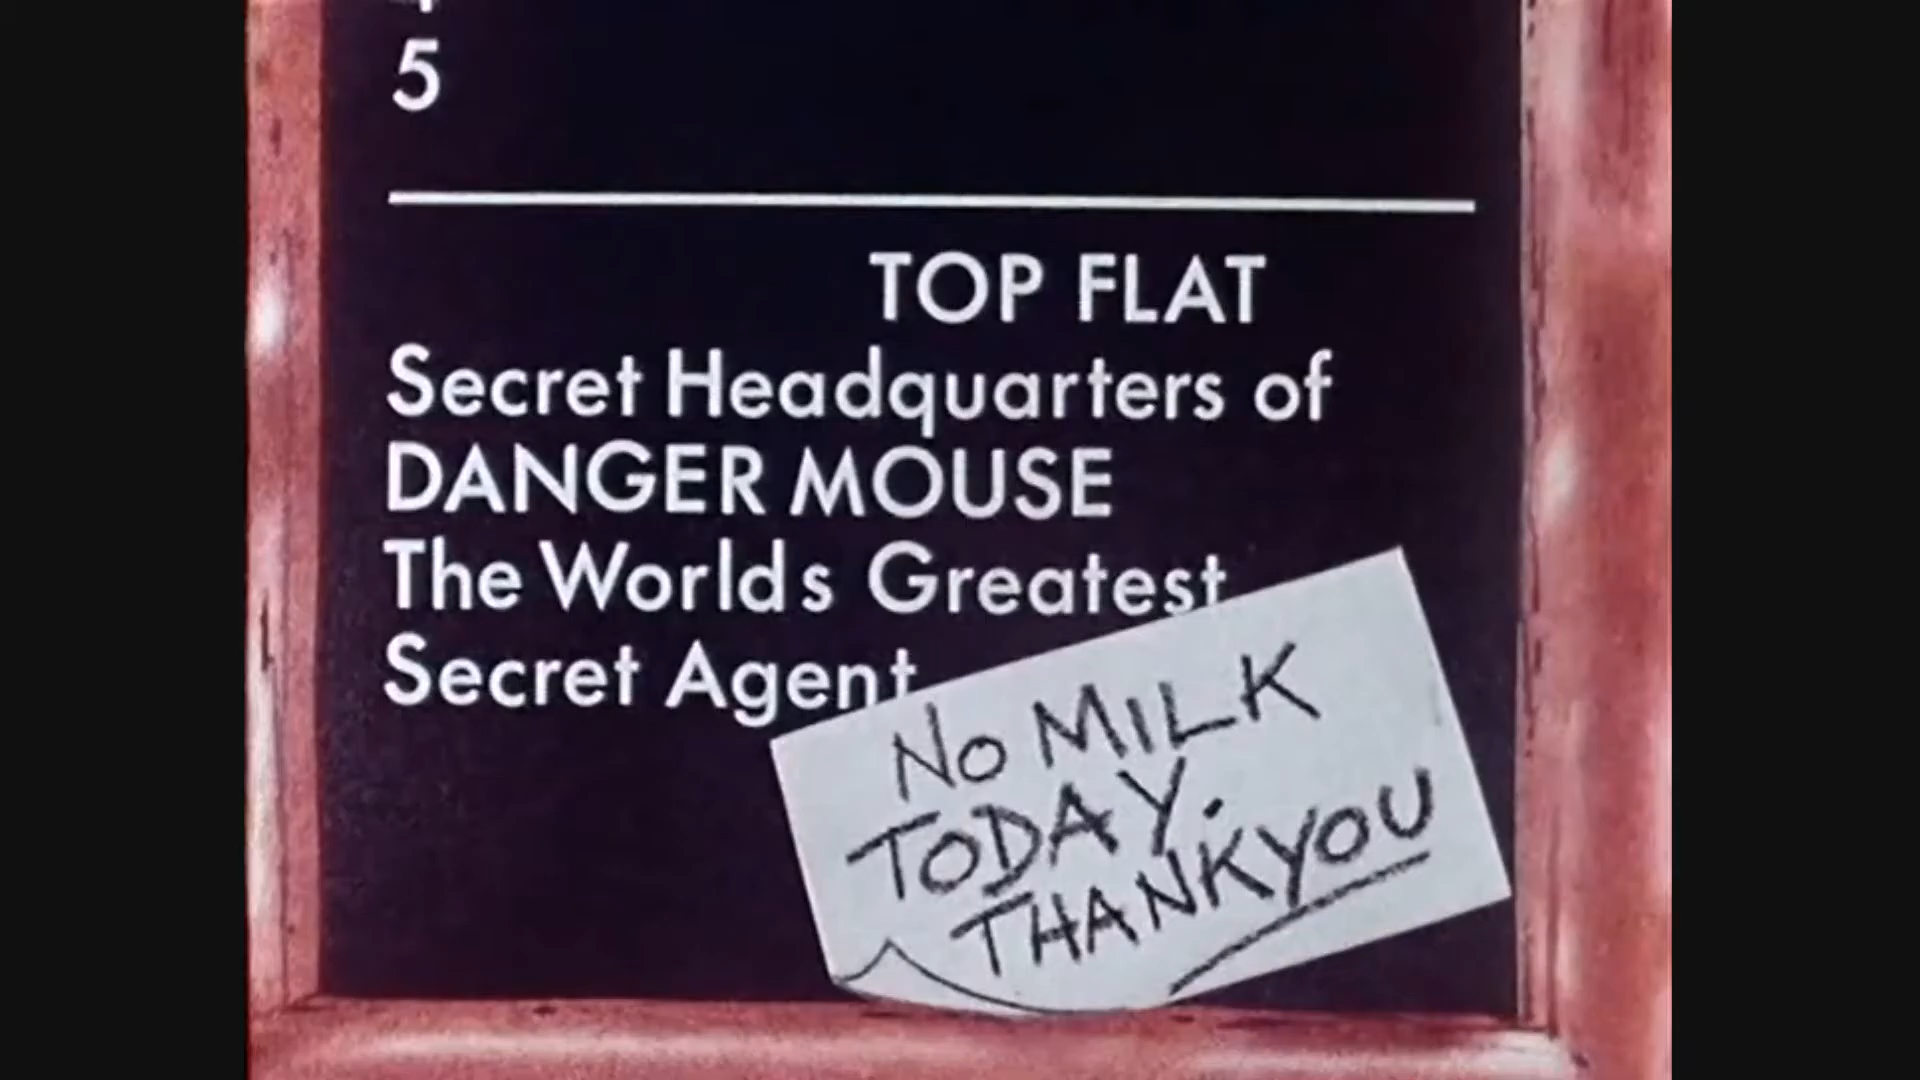 5
TOP FLAT
Secret Headquarters of
DANGER MOUSE
The Worlds Greatest
Secret Agent
No MILK
TODAY.
THANKYOU